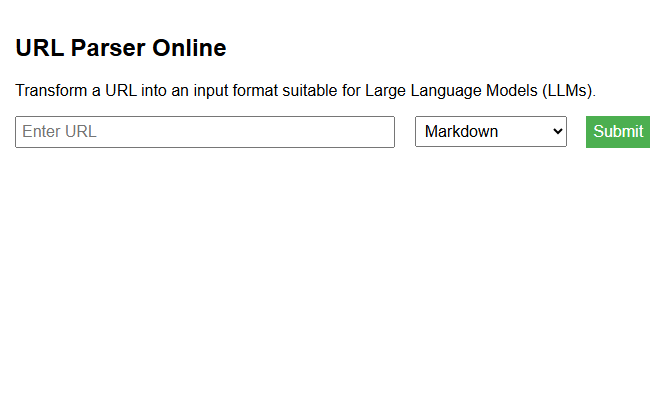 URL Parser Online
Transform a URL into an input format suitable for Large Language Models (LLMs).
Enter URL Markdown Submit